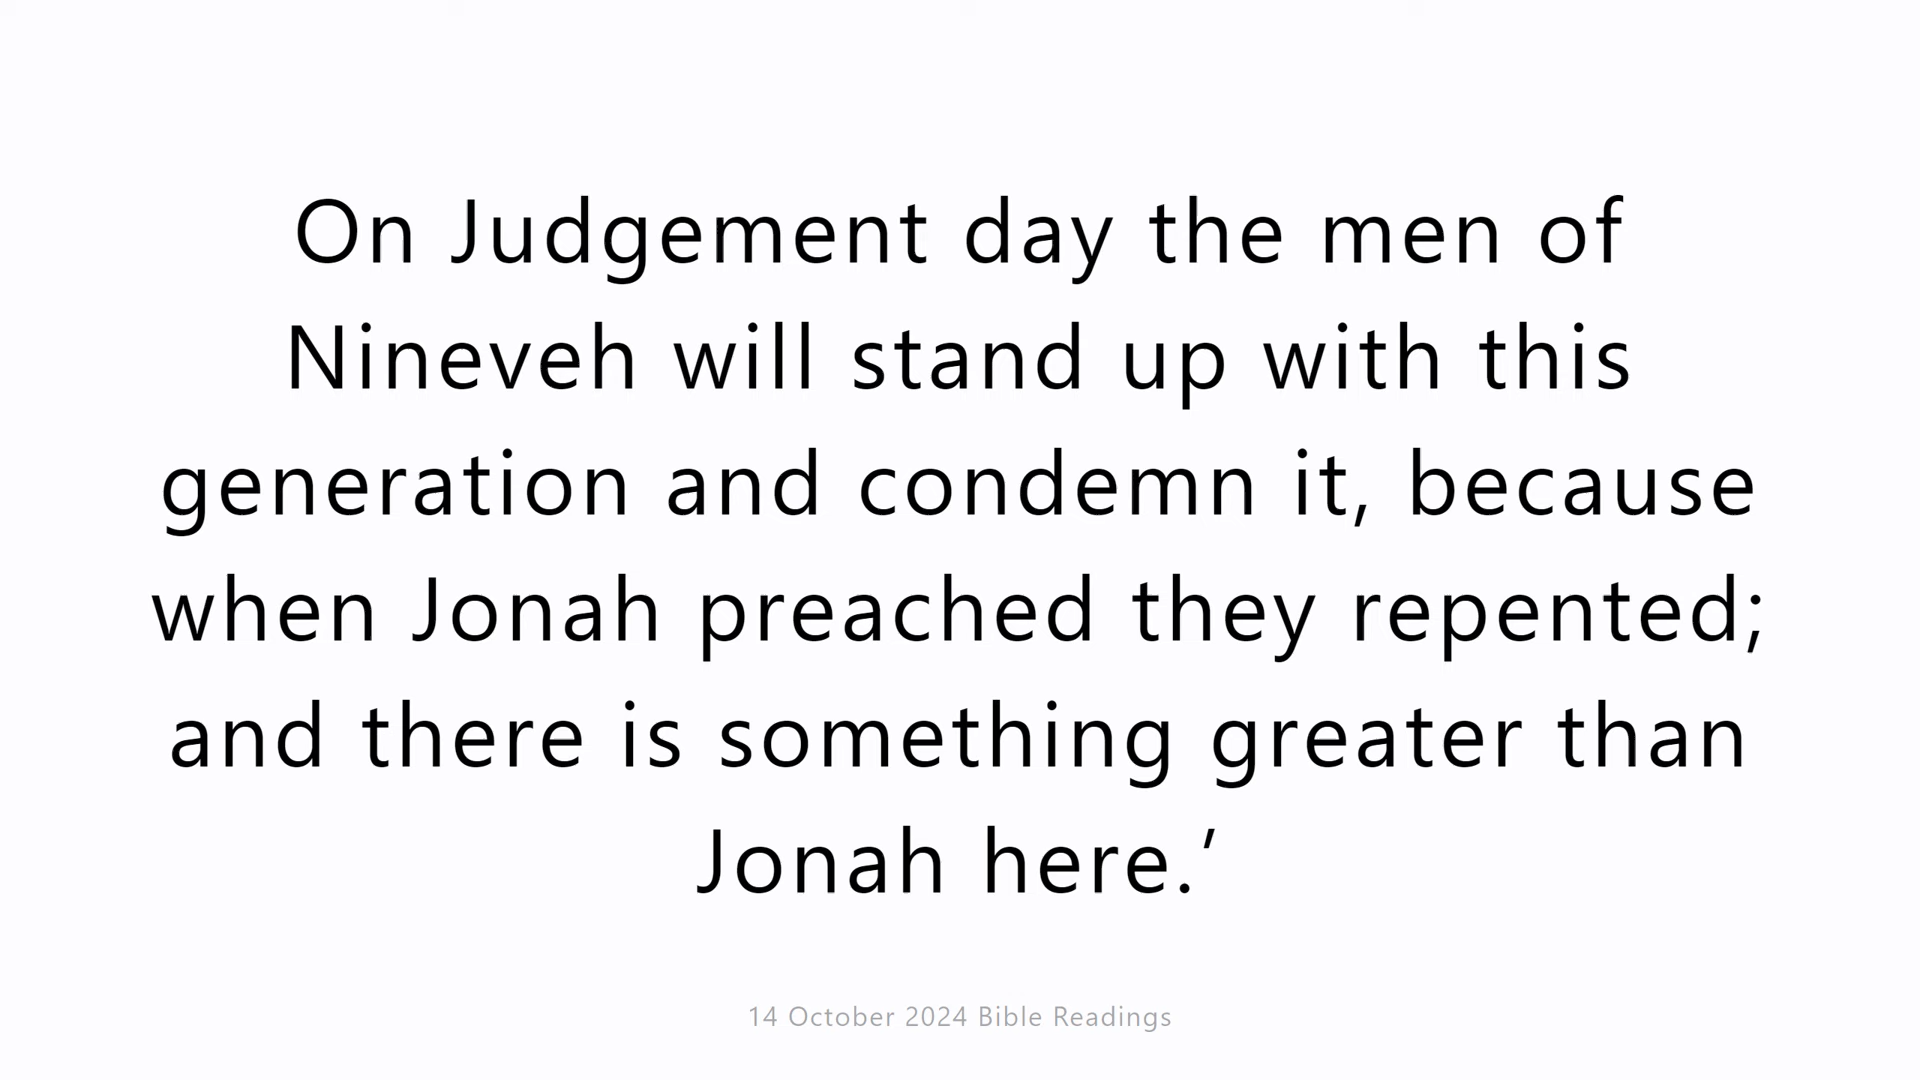 On Judgement day the men of
Nineveh will stand up with this
generation and condemn it, because
when Jonah preached they repented;
and there is something greater than
Jonah here.’
14 October 2024 Bible Readings